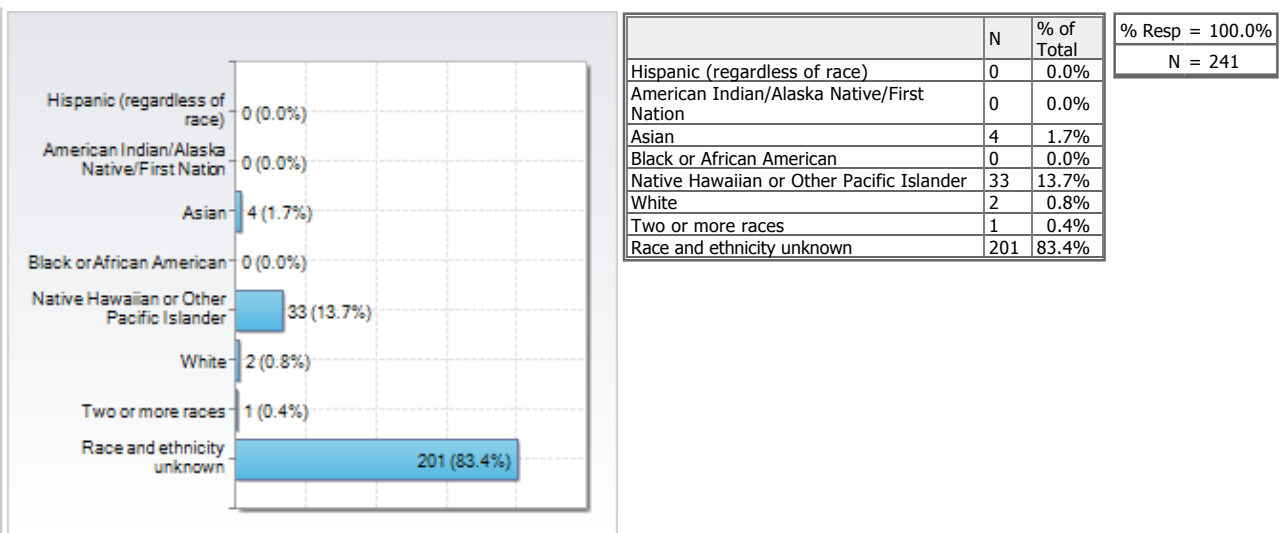 Hispanic (regardless of
race)
0 (0.0%)
American Indian/Alaska
Native/First Nation
0 (0.0%)
Asian
4 (1.7%)
Black or African American
0 (0.0%)
Native Hawaiian or Other
Pacific Islander
33 (13.7%)
White
2 (0.8%)
Two or more races
1 (0.4%)
Race and ethnicity
unknown
201 (83.4%)
N % of
Total
Hispanic (regardless of race) 0 0.0%
American Indian/Alaska Native/First
Nation 0 0.0%
Asian 4 1.7%
Black or African American 0 0.0%
Native Hawaiian or Other Pacific Islander 33 13.7%
White 2 0.8%
Two or more races 1 0.4%
Race and ethnicity unknown 201 83.4%
% Resp = 100.0%
N = 241